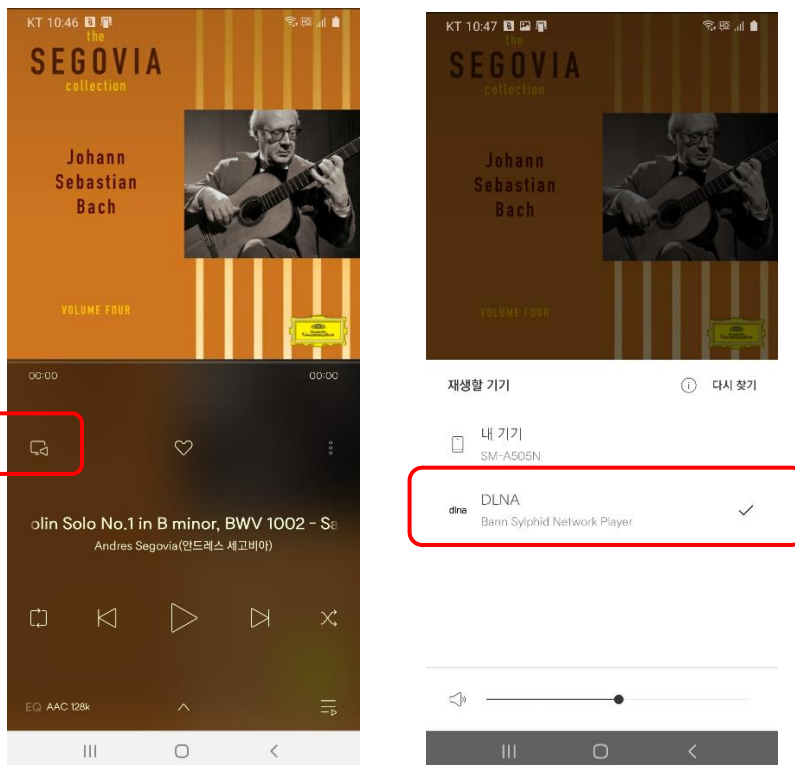 KT 10:46
the
SEGOVIA
collection
Johann
Sebastian
Bach
VOLUME FOUR
00:00
00:00
olin Solo No.1 in B minor, BWV 1002 - Sa
Andres Segovia(안드레스 세고비아)
EQ AAC 128k
KT 10:47
the
SEGOVIA
collection
Johann
Sebastian
Bach
VOLUME FOUR
재생할 기기
다시 찾기
내 기기
SM-A505N
dlna
DLNA
Bann Sylphid Network Player